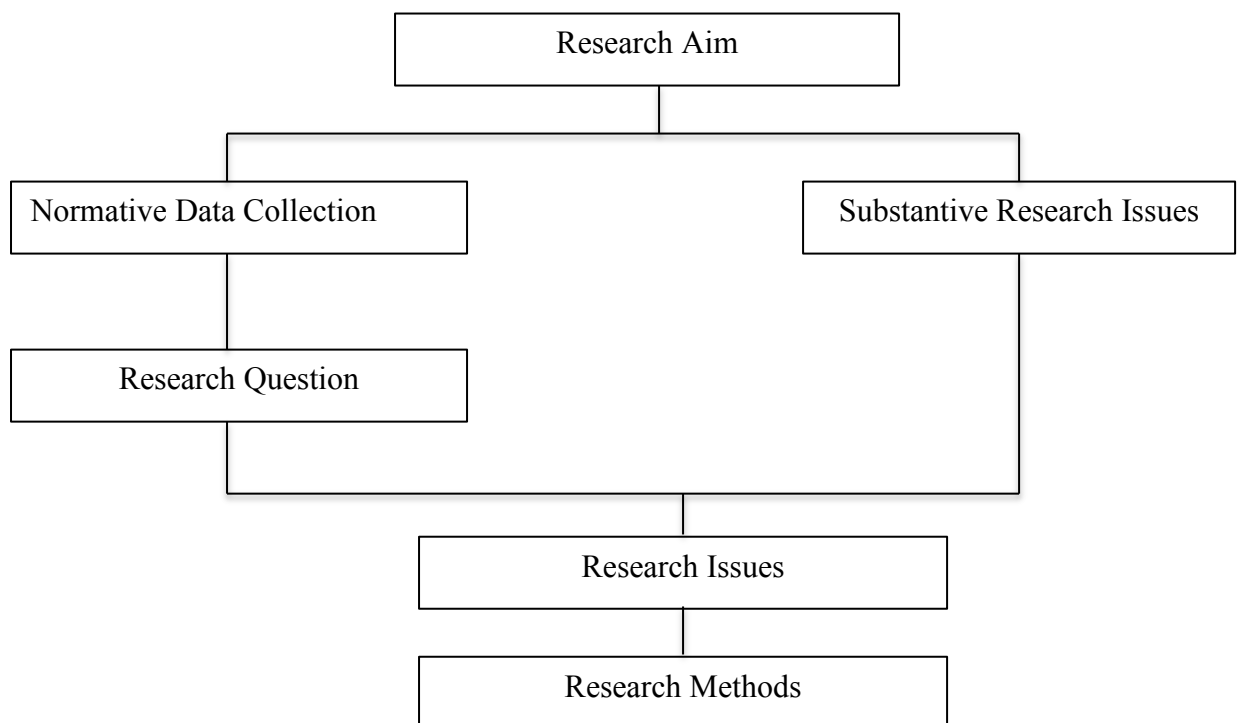 Research Aim
Normative Data Collection
Substantive Research Issues
Research Question
Research Issues
Research Methods